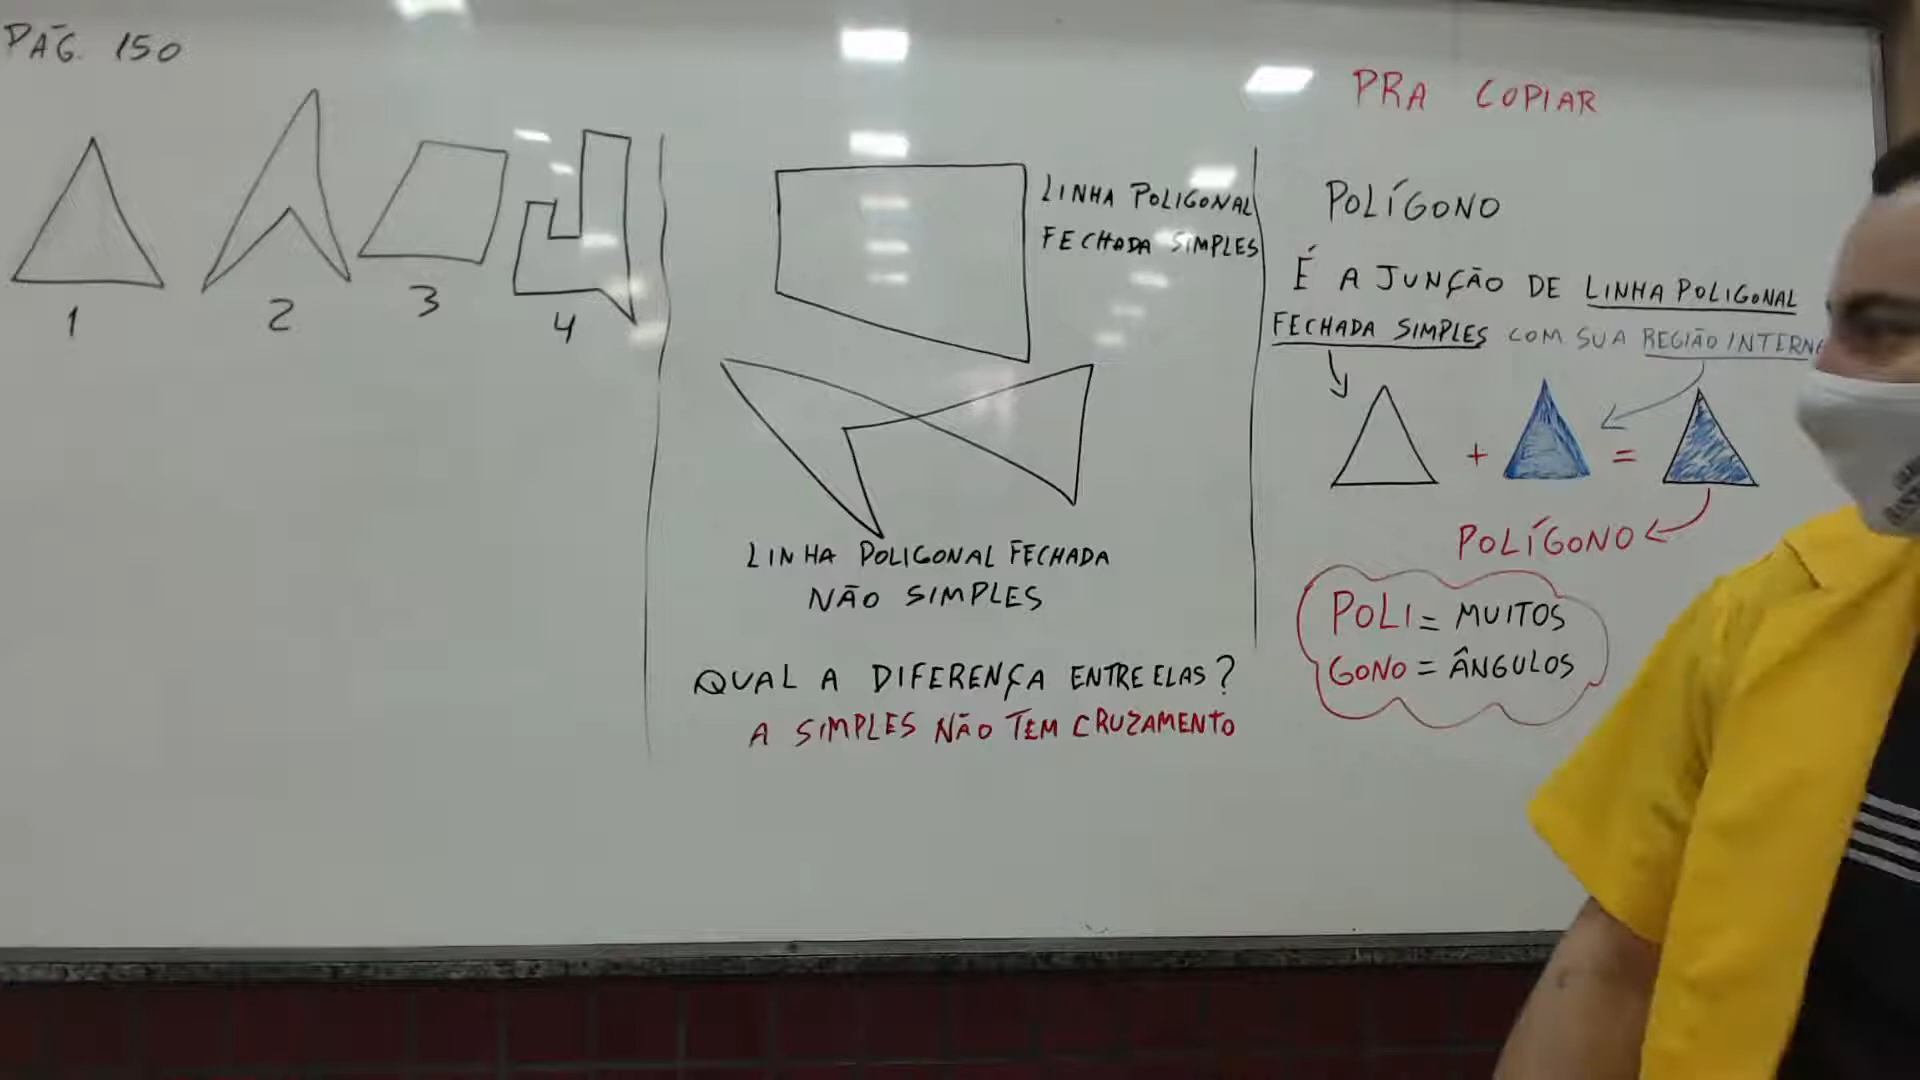 PÁG. 150
1
2
3
4
LINHA POLIGONAL
FECHADA SIMPLES
LINHA POLIGONAL FECHADA
NÃO SIMPLES
QUAL A DIFERENÇA ENTRE ELAS?
A SIMPLES NÃO TEM CRUZAMENTO
PRA COPIAR
POLÍGONO
É A JUNÇÃO DE LINHA POLIGONAL
FECHADA SIMPLES COM SUA REGIÃO INTERNA
+ =
POLÍGONO
POLI = MUITOS
GONO = ÂNGULOS